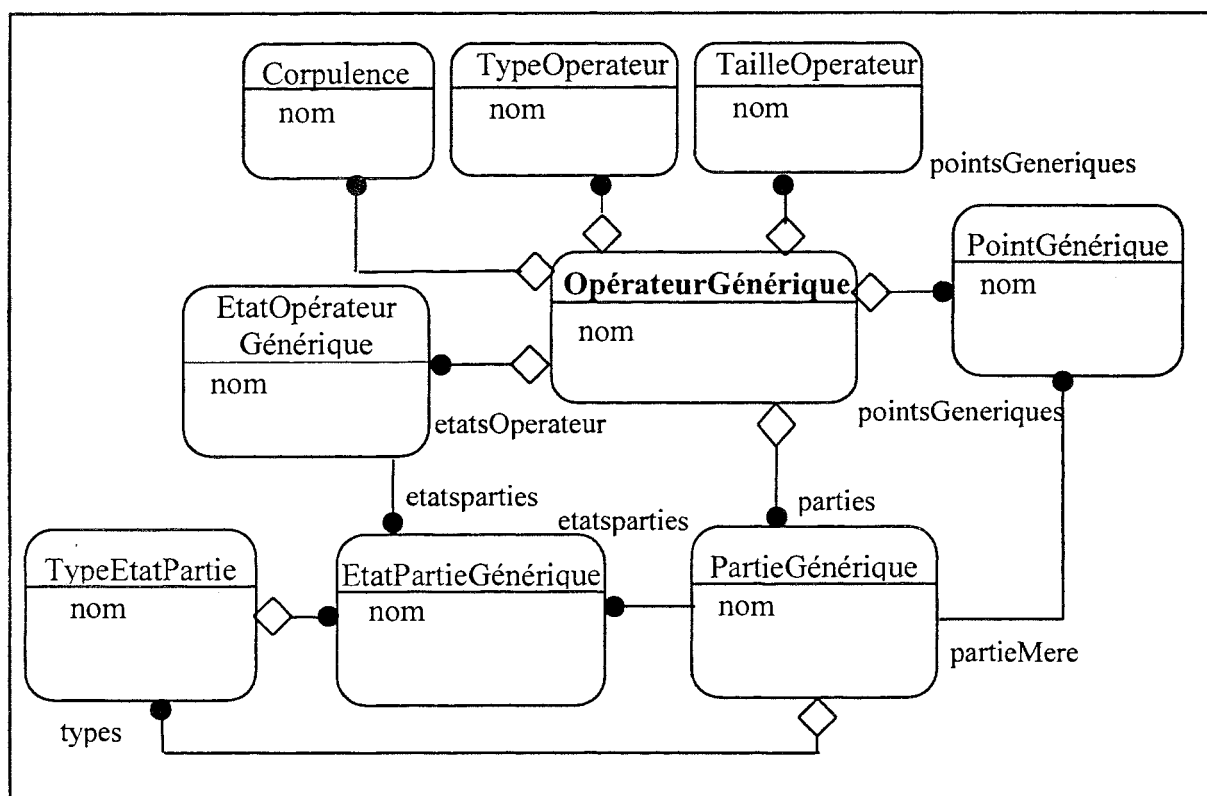 Corpulence
nom
TypeOperateur
nom
TailleOperateur
nom
pointsGeneriques
PointGénérique
nom
OpérateurGénérique
nom
EtatOpérateur
Générique
nom
etatsOperateur
pointsGeneriques
etatsparties
etatsparties
parties
TypeEtatPartie
nom
EtatPartieGénérique
nom
PartieGénérique
nom
partieMere
types